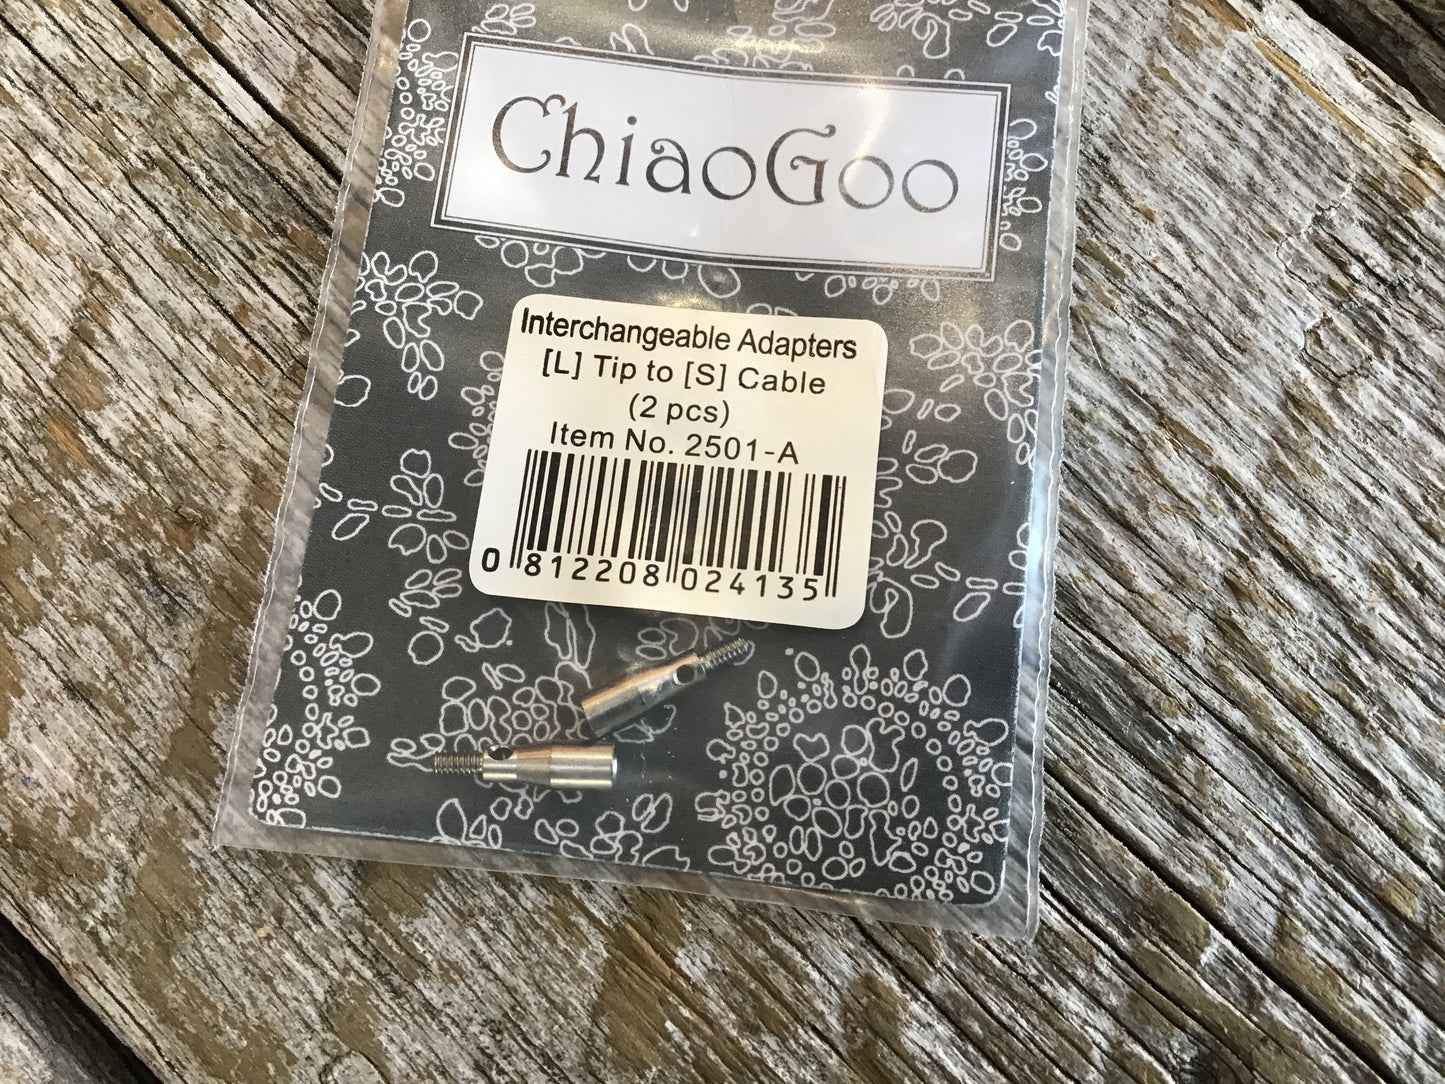 ChiaoGoo
Interchangeable Adapters
[L] Tip to [S] Cable
(2 pcs)
Item No. 2501-A
0 812208 024135